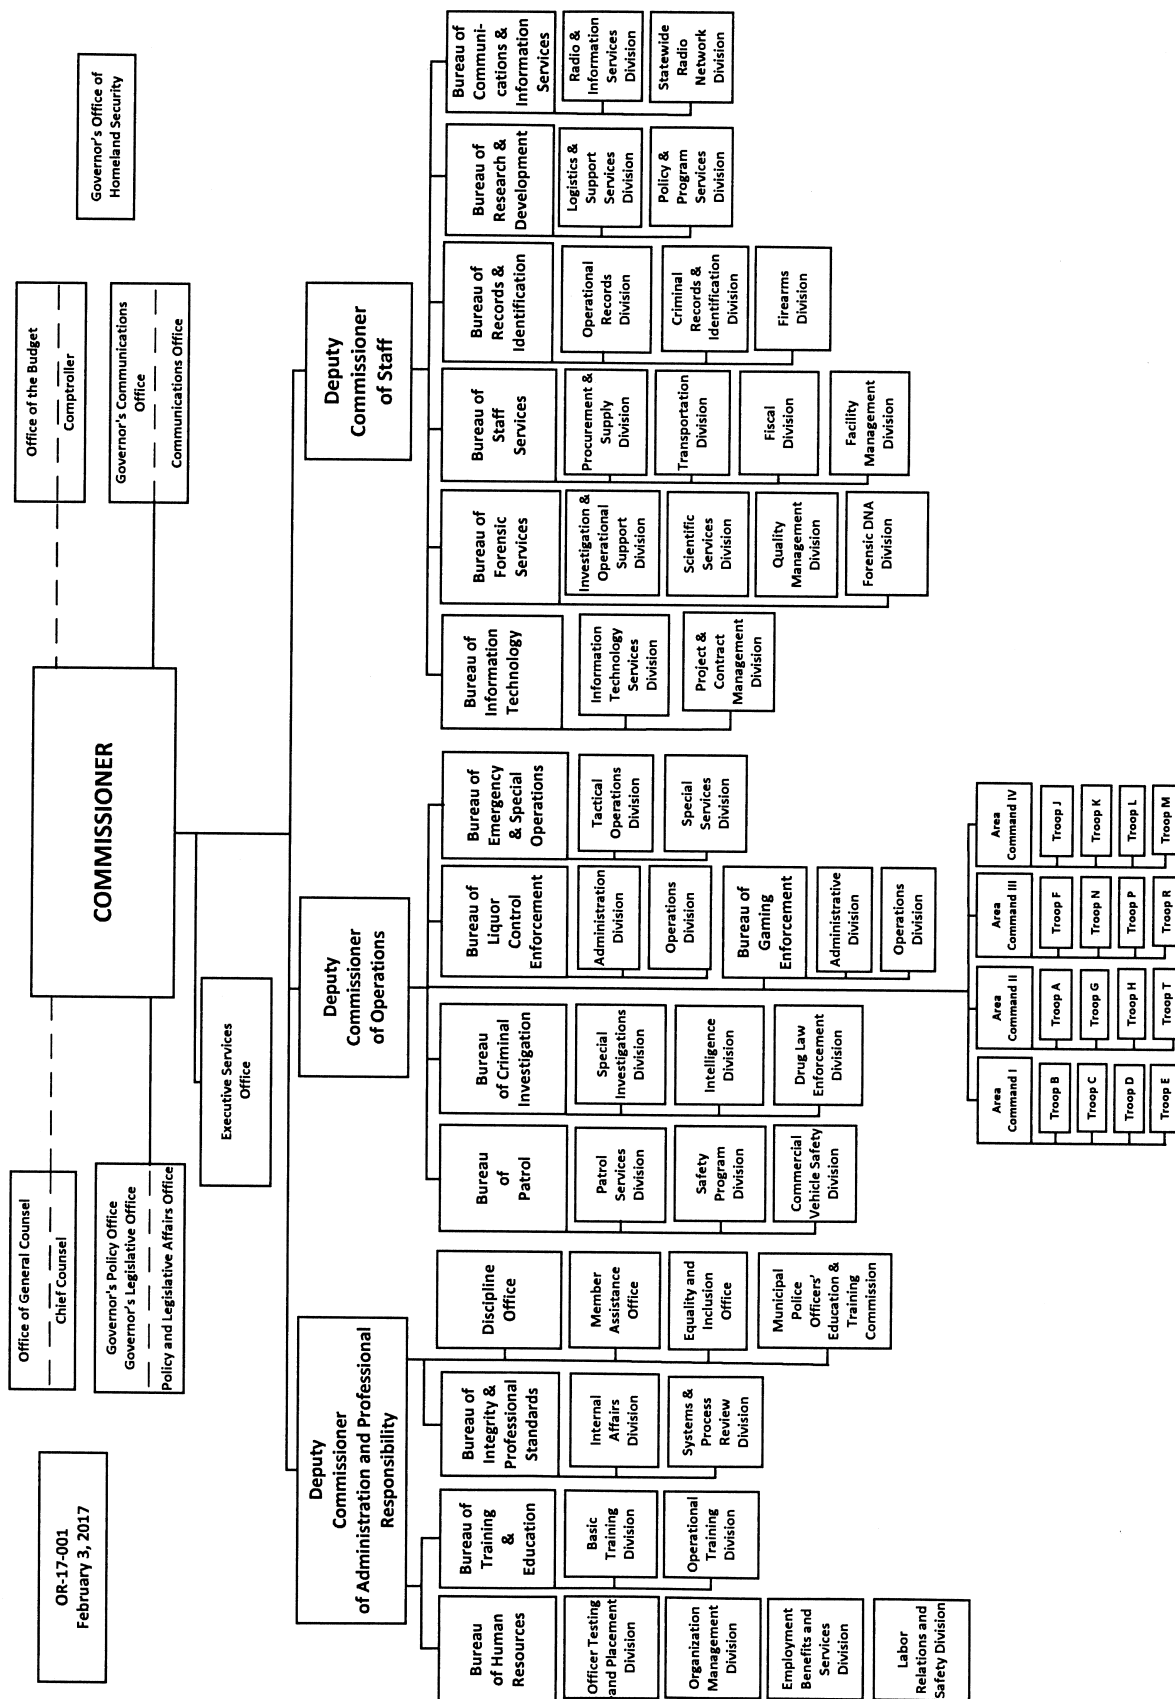 OR-17-001
February 3, 2017
Office of General Counsel
Chief Counsel
Governor's Policy Office
Governor's Legislative Office
Policy and Legislative Affairs Office
COMMISSIONER
Office of the Budget
Comptroller
Governor's Communications
Office
Communications Office
Governor's Office of
Homeland Security
Executive Services
Office
Deputy
Commissioner
of Administration and Professional
Responsibility
Bureau
of Human
Resources
Officer Testing
and Placement
Division
Organization
Management
Division
Employment
Benefits and
Services
Division
Labor
Relations and
Safety Division
Bureau of
Training
&
Education
Basic
Training
Division
Operational
Training
Division
Bureau of
Integrity &
Professional
Standards
Internal
Affairs
Division
Systems &
Process
Review
Division
Discipline
Office
Member
Assistance
Office
Equality and
Inclusion
Office
Municipal
Police
Officers'
Education &
Training
Commission
Deputy
Commissioner
of Operations
Bureau
of
Patrol
Patrol
Services
Division
Safety
Program
Division
Commercial
Vehicle Safety
Division
Bureau
of Criminal
Investigation
Special
Investigations
Division
Intelligence
Division
Drug Law
Enforcement
Division
Bureau of
Liquor
Control
Enforcement
Administration
Division
Operations
Division
Bureau of
Gaming
Enforcement
Administrative
Division
Operations
Division
Bureau of
Emergency
& Special
Operations
Tactical
Operations
Division
Special
Services
Division
Area
Command I
Troop B
Troop C
Troop D
Troop E
Area
Command II
Troop A
Troop G
Troop H
Troop T
Area
Command III
Troop F
Troop N
Troop P
Troop R
Area
Command IV
Troop J
Troop K
Troop L
Troop M
Deputy
Commissioner
of Staff
Bureau of
Information
Technology
Information
Technology
Services
Division
Project &
Contract
Management
Division
Bureau of
Forensic
Services
Investigation &
Operational
Support
Division
Scientific
Services
Division
Quality
Management
Division
Forensic DNA
Division
Bureau of
Staff
Services
Procurement &
Supply
Division
Transportation
Division
Fiscal
Division
Facility
Management
Division
Bureau of
Records &
Identification
Operational
Records
Division
Criminal
Records &
Identification
Division
Firearms
Division
Bureau of
Research &
Development
Logistics &
Support
Services
Division
Policy &
Program
Services
Division
Bureau of
Communi-
cations &
Information
Services
Radio &
Information
Services
Division
Statewide
Radio
Network
Division